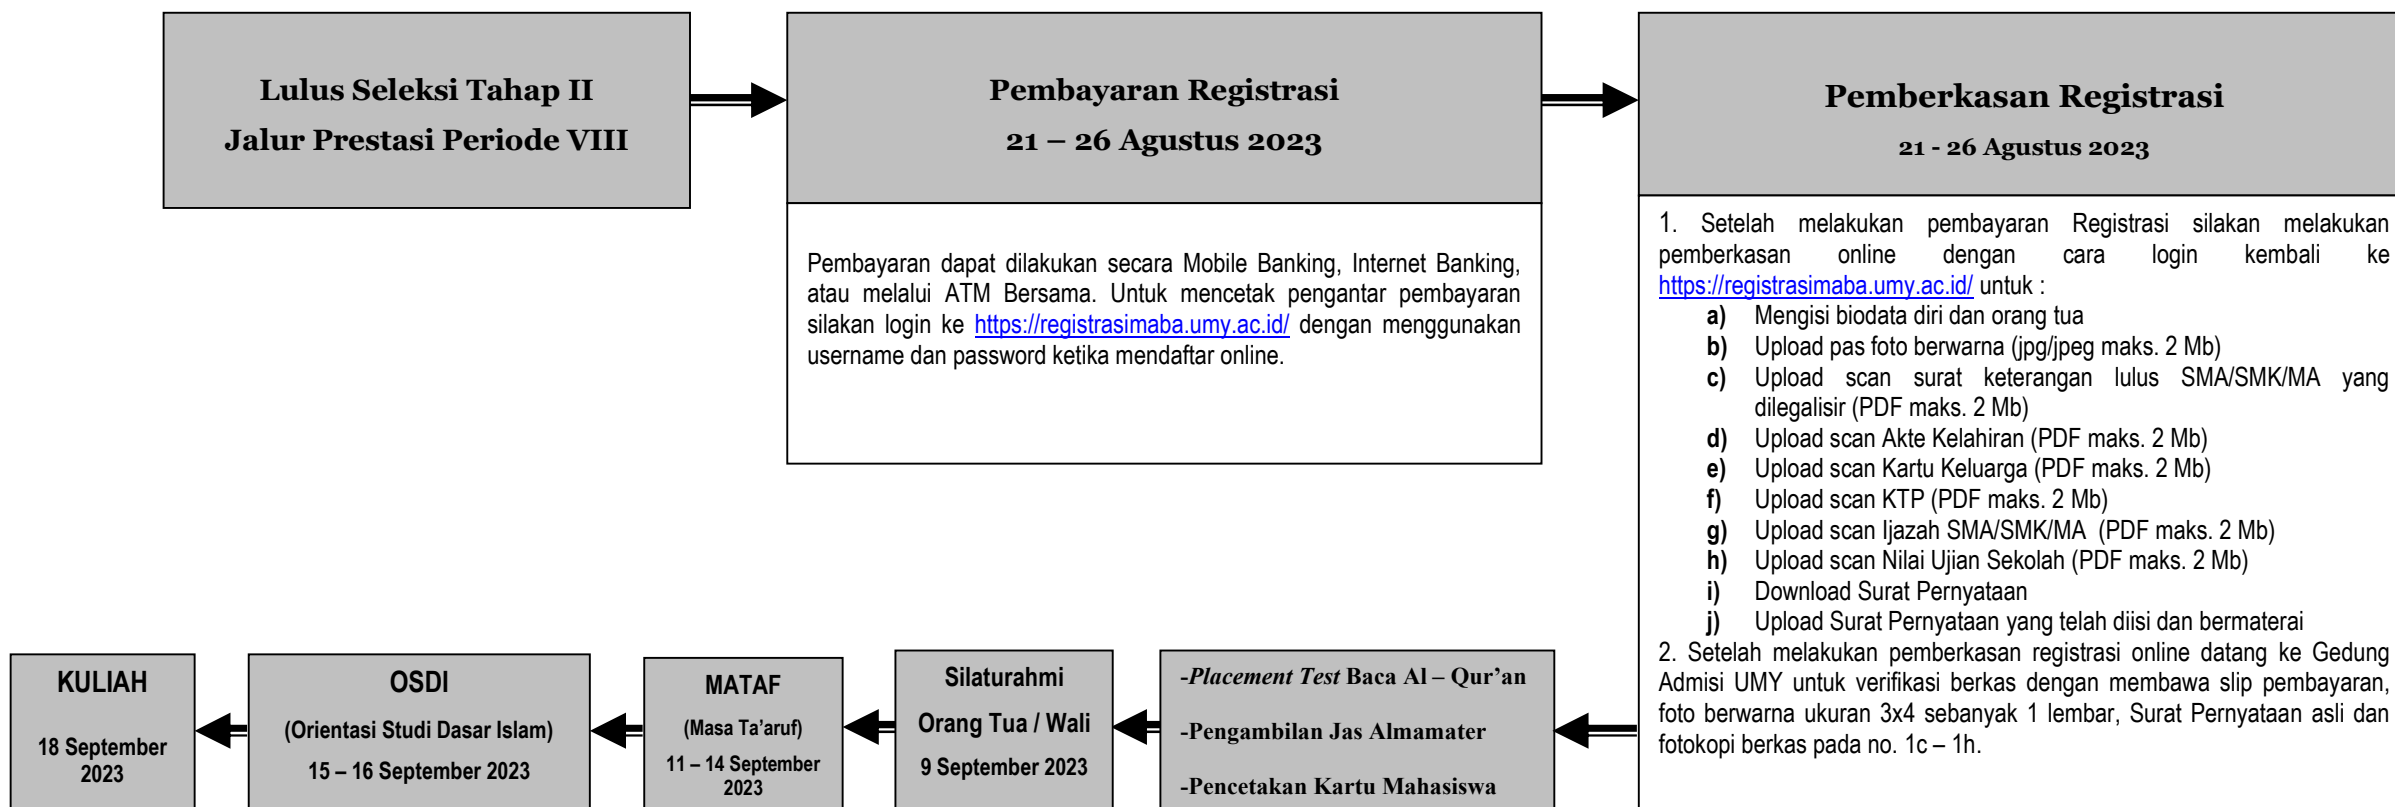 Lulus Seleksi Tahap II
Jalur Prestasi Periode VIII
Pembayaran Registrasi
21 – 26 Agustus 2023
Pembayaran dapat dilakukan secara Mobile Banking, Internet Banking,
atau melalui ATM Bersama. Untuk mencetak pengantar pembayaran
silakan login ke https://registrasimaba.umy.ac.id/ dengan menggunakan
username dan password ketika mendaftar online.
Pemberkasan Registrasi
21 - 26 Agustus 2023
1. Setelah melakukan pembayaran Registrasi silakan melakukan
pemberkasan online dengan cara login kembali ke
https://registrasimaba.umy.ac.id/ untuk :
a) Mengisi biodata diri dan orang tua
b) Upload pas foto berwarna (jpg/jpeg maks. 2 Mb)
c) Upload scan surat keterangan lulus SMA/SMK/MA yang
dilegalisir (PDF maks. 2 Mb)
d) Upload scan Akte Kelahiran (PDF maks. 2 Mb)
e) Upload scan Kartu Keluarga (PDF maks. 2 Mb)
f) Upload scan KTP (PDF maks. 2 Mb)
g) Upload scan Ijazah SMA/SMK/MA (PDF maks. 2 Mb)
h) Upload scan Nilai Ujian Sekolah (PDF maks. 2 Mb)
i) Download Surat Pernyataan
j) Upload Surat Pernyataan yang telah diisi dan bermaterai
2. Setelah melakukan pemberkasan registrasi online datang ke Gedung
Admisi UMY untuk verifikasi berkas dengan membawa slip pembayaran,
foto berwarna ukuran 3x4 sebanyak 1 lembar, Surat Pernyataan asli dan
fotokopi berkas pada no. 1c – 1h.
-Placement Test Baca Al – Qur’an
-Pengambilan Jas Almamater
-Pencetakan Kartu Mahasiswa
Silaturahmi
Orang Tua / Wali
9 September 2023
MATAF
(Masa Ta’aruf)
11 – 14 September
2023
OSDI
(Orientasi Studi Dasar Islam)
15 – 16 September 2023
KULIAH
18 September
2023